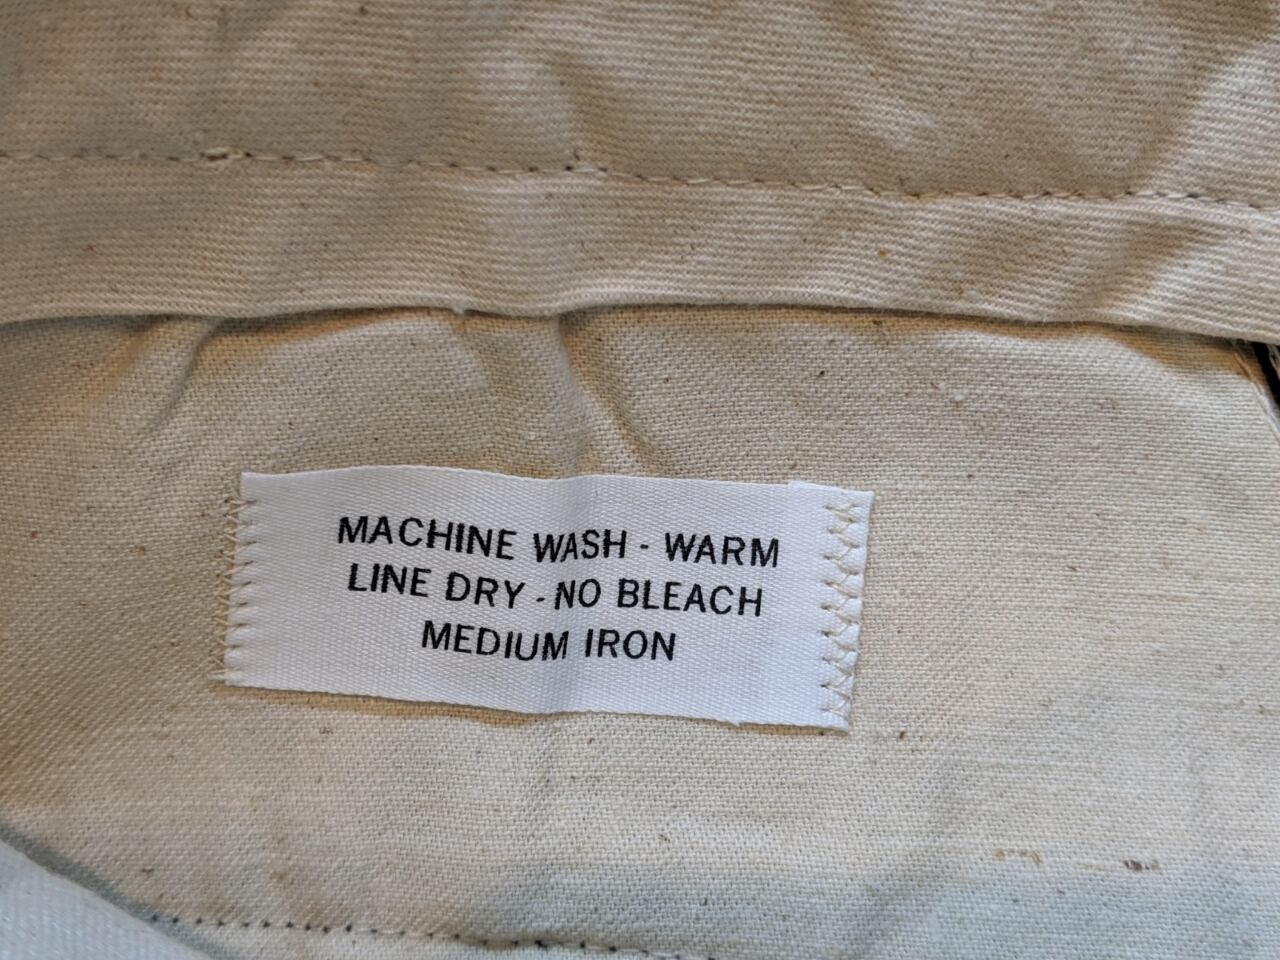 MACHINE WASH - WARM
LINE DRY - NO BLEACH
MEDIUM IRON